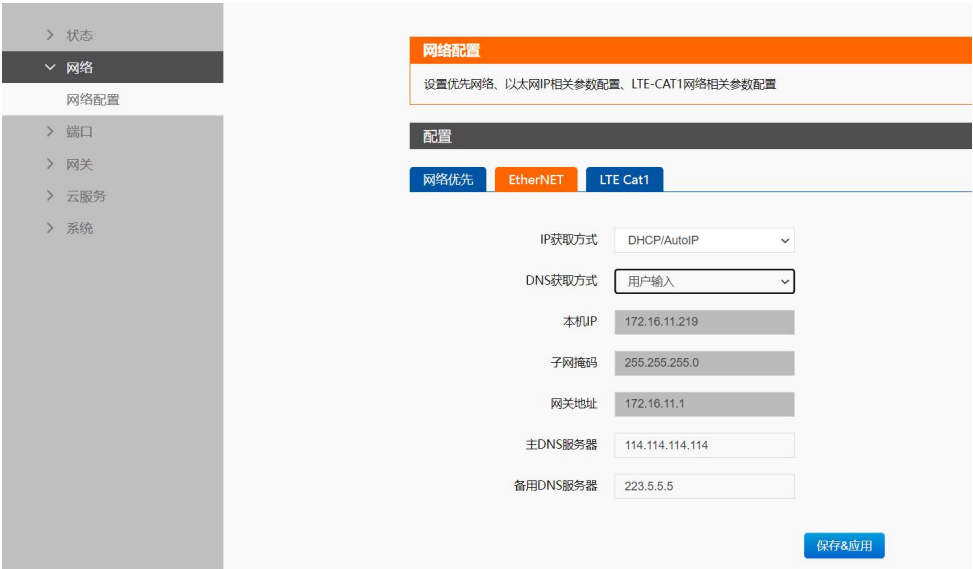 状态
网络
网络配置
端口
网关
云服务
系统
网络配置
设置优先网络、以太网IP相关参数配置、LTE-CAT1网络相关参数配置
配置
网络优先 EtherNET LTE Cat1
IP获取方式 DHCP/AutoIP
DNS获取方式 用户输入
本机IP 172.16.11.219
子网掩码 255.255.255.0
网关地址 172.16.11.1
主DNS服务器 114.114.114.114
备用DNS服务器 223.5.5.5
保存&应用